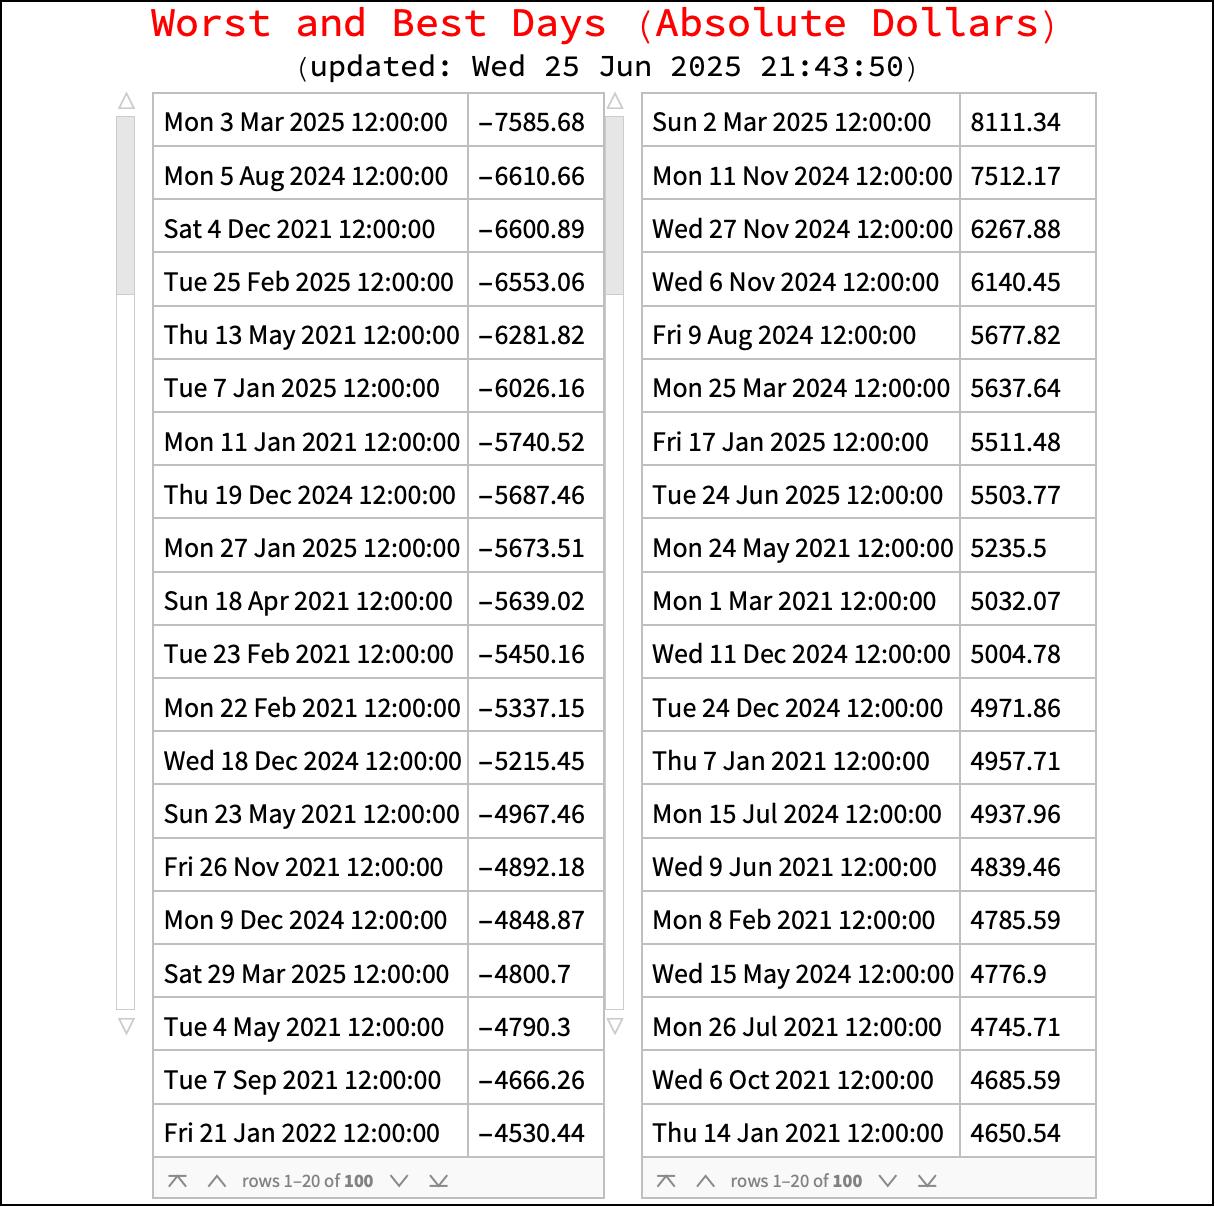 Worst and Best Days (Absolute Dollars)
(updated: Wed 25 Jun 2025 21:43:50)
Mon 3 Mar 2025 12:00:00 −7585.68
Mon 5 Aug 2024 12:00:00 −6610.66
Sat 4 Dec 2021 12:00:00 −6600.89
Tue 25 Feb 2025 12:00:00 −6553.06
Thu 13 May 2021 12:00:00 −6281.82
Tue 7 Jan 2025 12:00:00 −6026.16
Mon 11 Jan 2021 12:00:00 −5740.52
Thu 19 Dec 2024 12:00:00 −5687.46
Mon 27 Jan 2025 12:00:00 −5673.51
Sun 18 Apr 2021 12:00:00 −5639.02
Tue 23 Feb 2021 12:00:00 −5450.16
Mon 22 Feb 2021 12:00:00 −5337.15
Wed 18 Dec 2024 12:00:00 −5215.45
Sun 23 May 2021 12:00:00 −4967.46
Fri 26 Nov 2021 12:00:00 −4892.18
Mon 9 Dec 2024 12:00:00 −4848.87
Sat 29 Mar 2025 12:00:00 −4800.7
Tue 4 May 2021 12:00:00 −4790.3
Tue 7 Sep 2021 12:00:00 −4666.26
Fri 21 Jan 2022 12:00:00 −4530.44
rows 1–20 of 100
Sun 2 Mar 2025 12:00:00 8111.34
Mon 11 Nov 2024 12:00:00 7512.17
Wed 27 Nov 2024 12:00:00 6267.88
Wed 6 Nov 2024 12:00:00 6140.45
Fri 9 Aug 2024 12:00:00 5677.82
Mon 25 Mar 2024 12:00:00 5637.64
Fri 17 Jan 2025 12:00:00 5511.48
Tue 24 Jun 2025 12:00:00 5503.77
Mon 24 May 2021 12:00:00 5235.5
Mon 1 Mar 2021 12:00:00 5032.07
Wed 11 Dec 2024 12:00:00 5004.78
Tue 24 Dec 2024 12:00:00 4971.86
Thu 7 Jan 2021 12:00:00 4957.71
Mon 15 Jul 2024 12:00:00 4937.96
Wed 9 Jun 2021 12:00:00 4839.46
Mon 8 Feb 2021 12:00:00 4785.59
Wed 15 May 2024 12:00:00 4776.9
Mon 26 Jul 2021 12:00:00 4745.71
Wed 6 Oct 2021 12:00:00 4685.59
Thu 14 Jan 2021 12:00:00 4650.54
rows 1–20 of 100